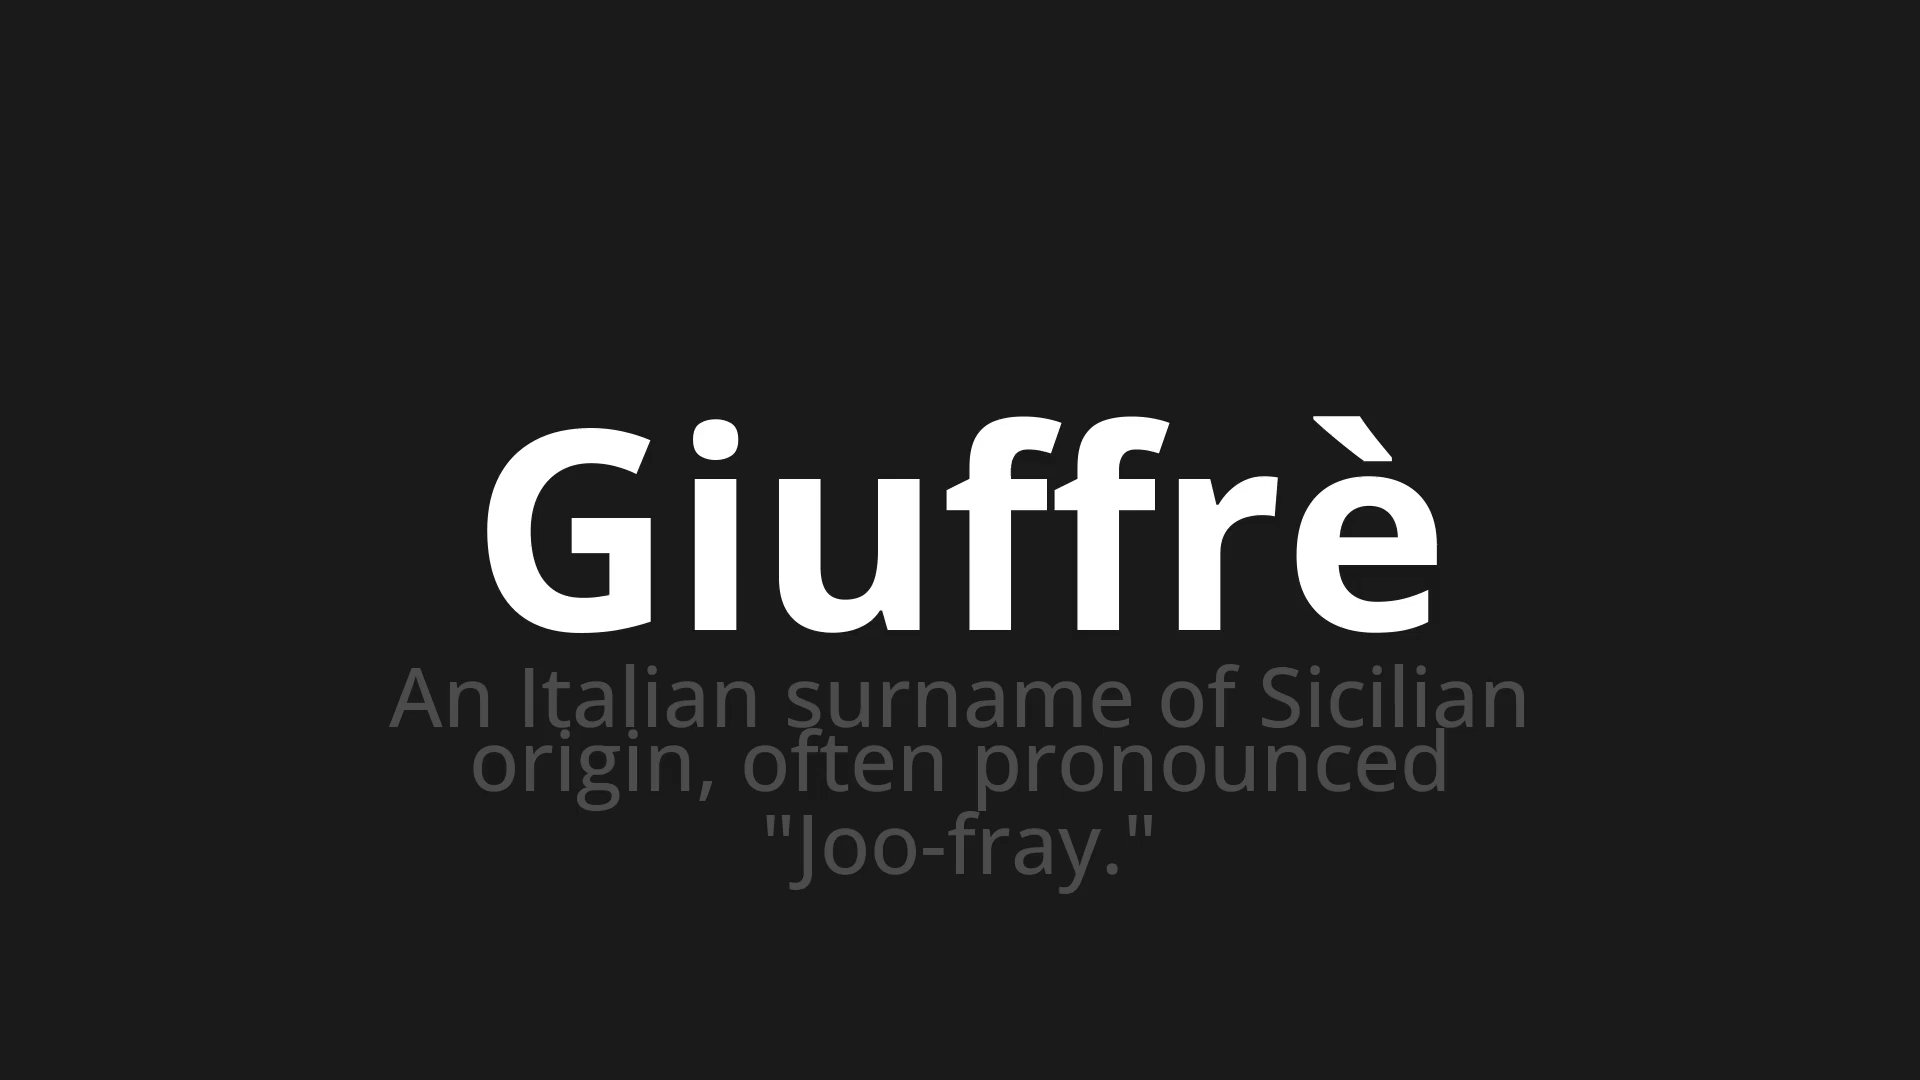 Giuffrè
An Italian surname of Sicilian
origin, often pronounced
"Joo-fray."